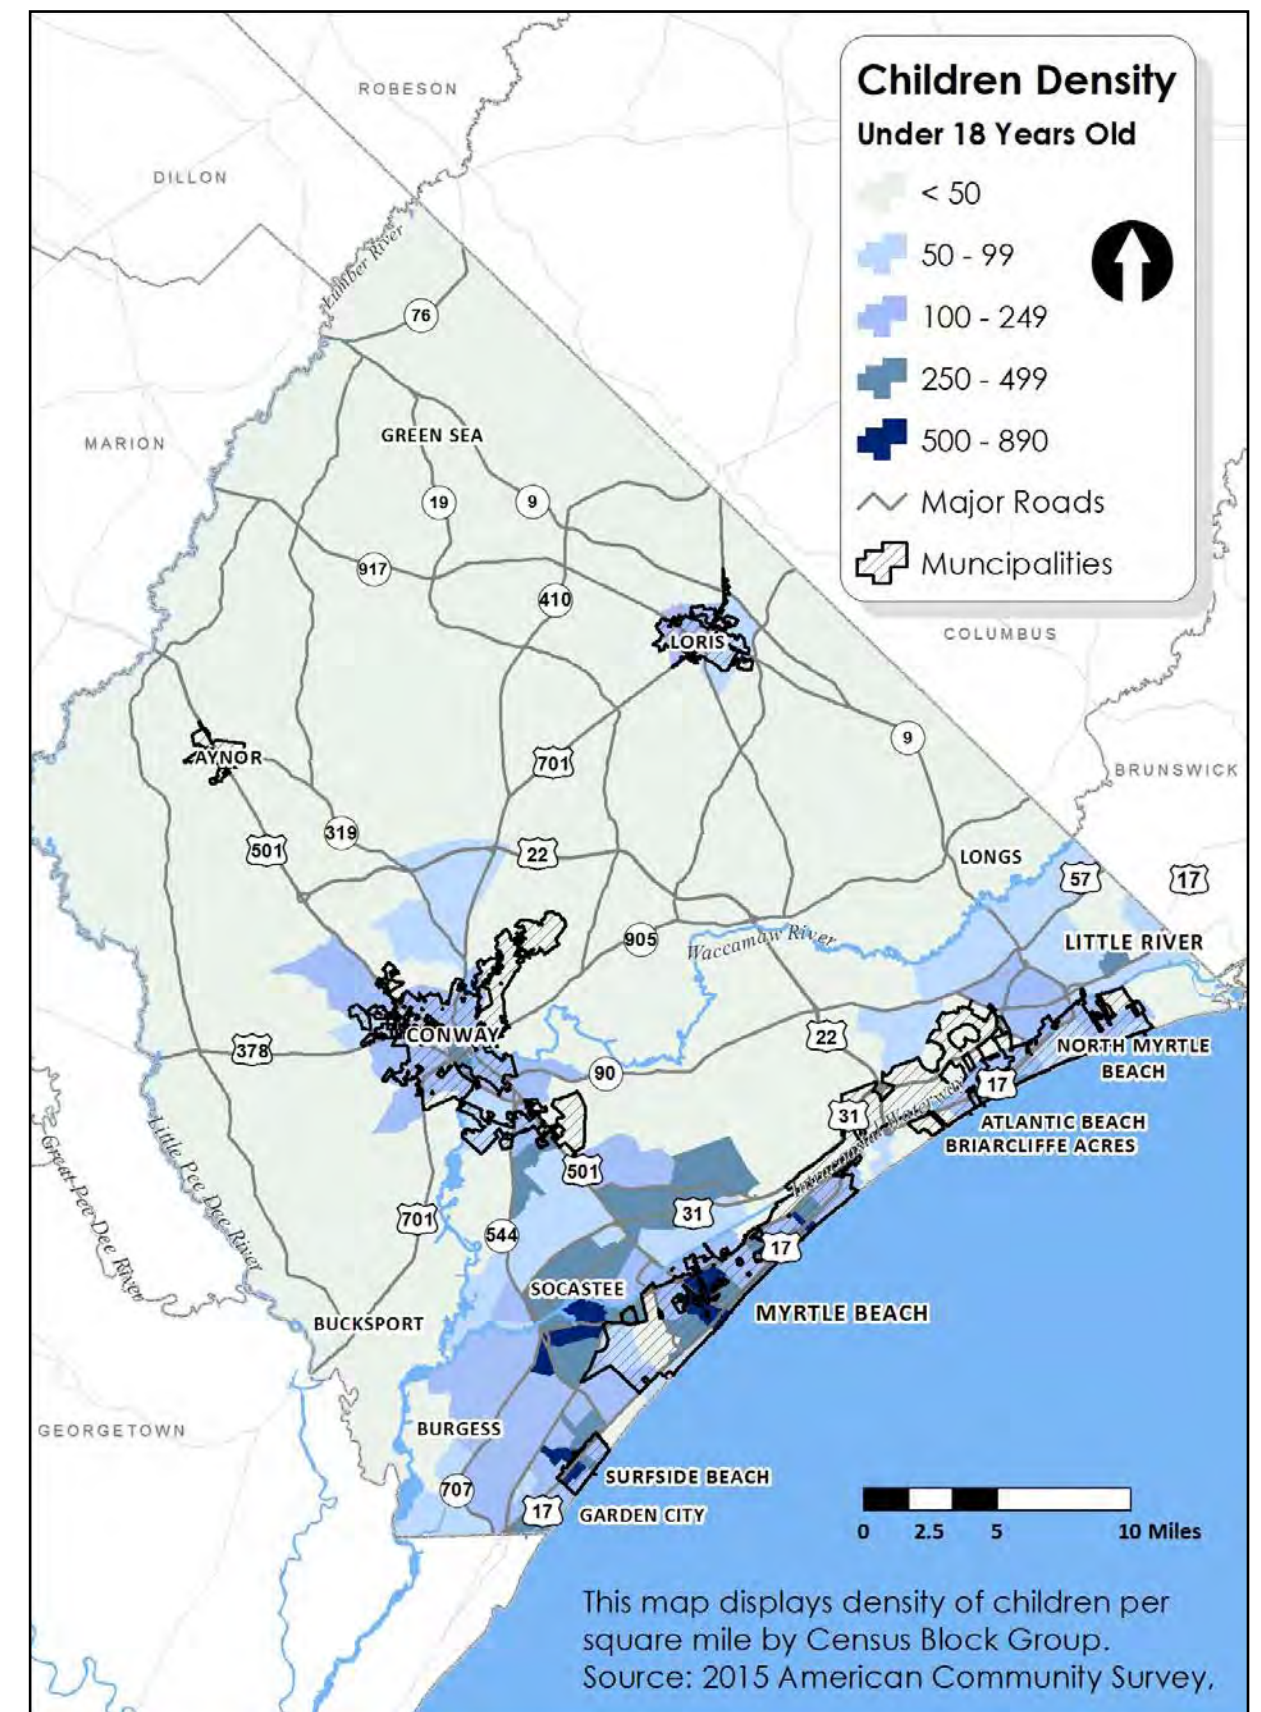 ROBESON
DILLON
Children Density
Under 18 Years Old
< 50
50 - 99
100 - 249
250 - 499
500 - 890
Major Roads
Muncipalities
Lumber River
76
MARION
GREEN SEA
19
9
917
410
LORIS
COLUMBUS
9
AYNOR
701
BRUNSWICK
319
501
22
LONGS
57
17
905
Waccamaw River
LITTLE RIVER
CONWAY
378
22
NORTH MYRTLE
BEACH
90
17
31
ATLANTIC BEACH
BRIARCLIFFE ACRES
Intracoastal Waterway
Great Pee Dee River
Little Pee Dee River
501
701
31
544
17
SOCASTEE
MYRTLE BEACH
BUCKSPORT
GEORGETOWN
BURGESS
SURFSIDE BEACH
707
17
GARDEN CITY
0 2.5 5 10 Miles
This map displays density of children per
square mile by Census Block Group.
Source: 2015 American Community Survey,